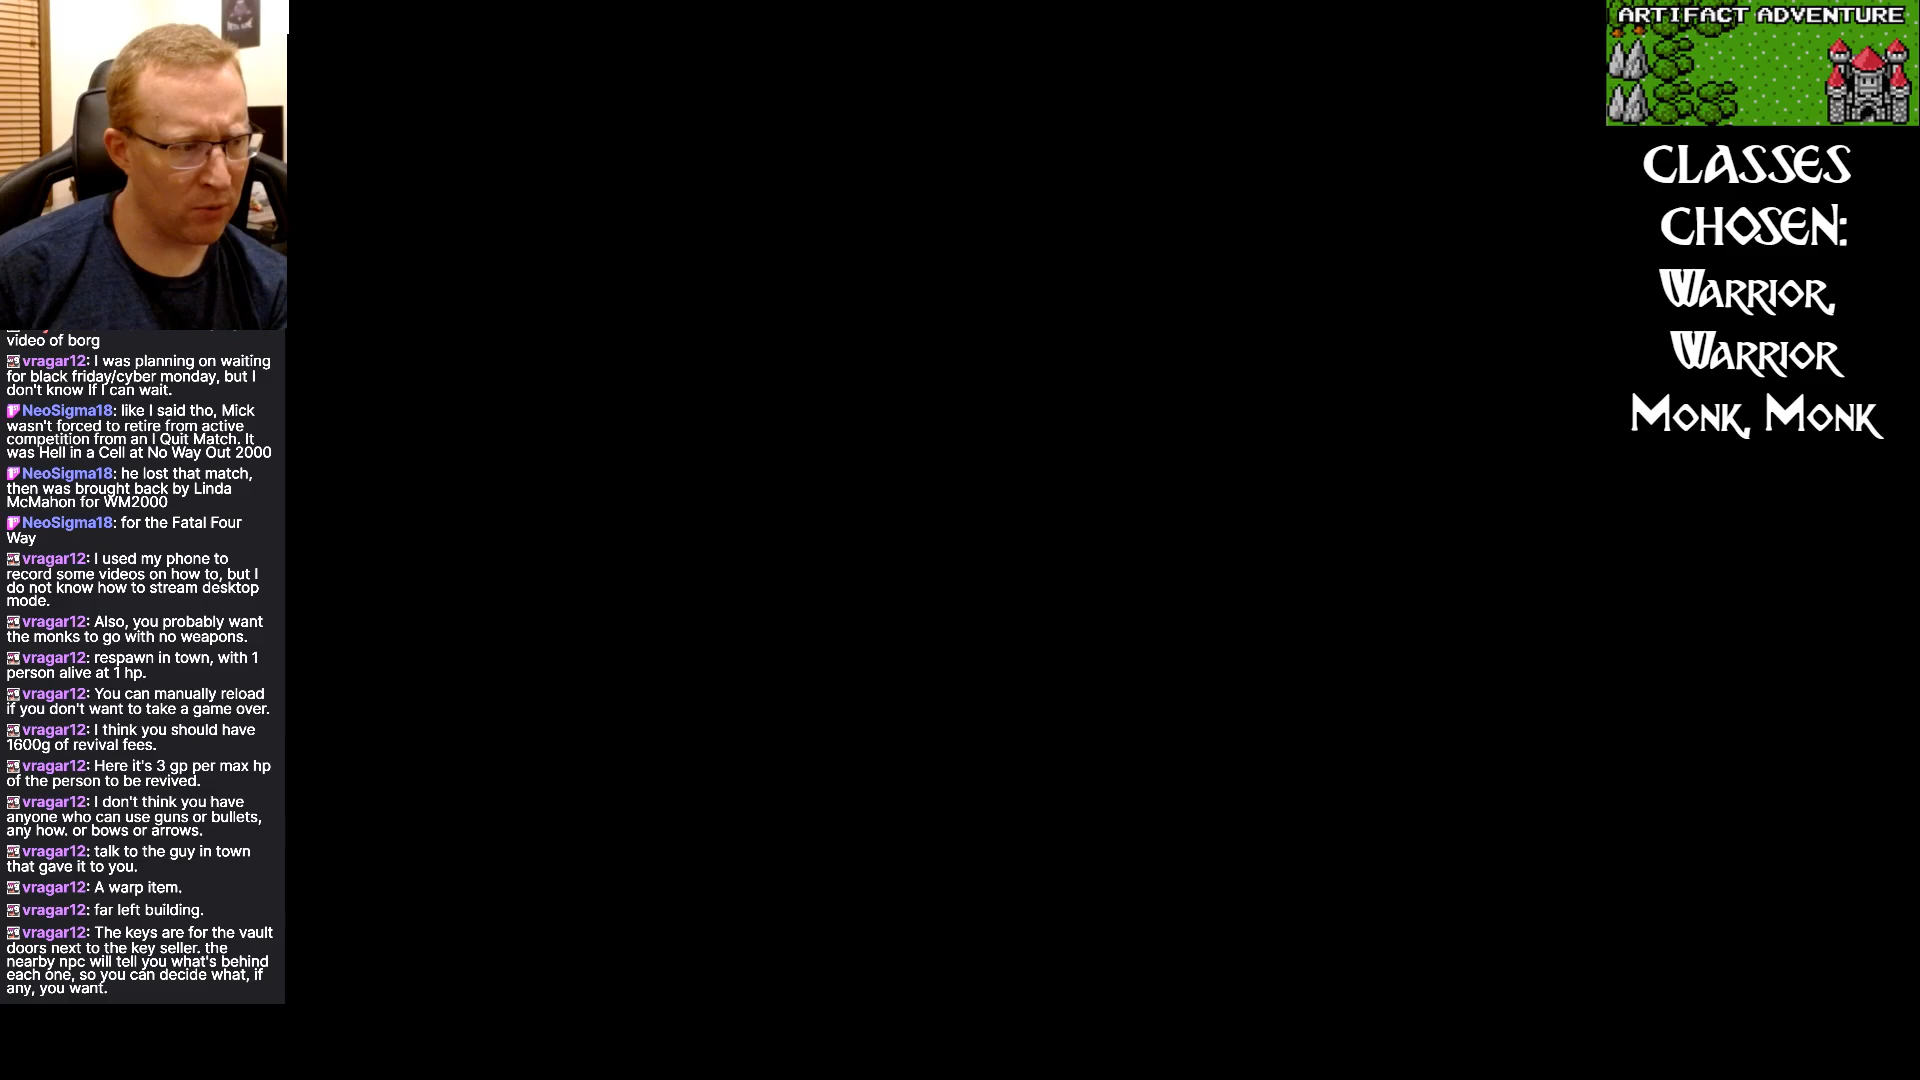 ARTIFACT ADVENTURE
CLASSES
CHOSEN:
WARRIOR,
WARRIOR
MONK, MONK
video of borg
vragar12: I was planning on waiting
for black friday/cyber monday, but I
don't know if I can wait.
NeoSigma18: like I said tho, Mick
wasn't forced to retire from active
competition from an I Quit Match. It
was Hell in a Cell at No Way Out 2000
NeoSigma18: he lost that match,
then was brought back by Linda
McMahon for WM2000
NeoSigma18: for the Fatal Four
Way
vragar12: I used my phone to
record some videos on how to, but I
do not know how to stream desktop
mode.
vragar12: Also, you probably want
the monks to go with no weapons.
vragar12: respawn in town, with 1
person alive at 1 hp.
vragar12: You can manually reload
if you don't want to take a game over.
vragar12: I think you should have
1600g of revival fees.
vragar12: Here it's 3 gp per max hp
of the person to be revived.
vragar12: I don't think you have
anyone who can use guns or bullets,
any how. or bows or arrows.
vragar12: talk to the guy in town
that gave it to you.
vragar12: A warp item.
vragar12: far left building.
vragar12: The keys are for the vault
doors next to the key seller. the
nearby npc will tell you what's behind
each one, so you can decide what, if
any, you want.